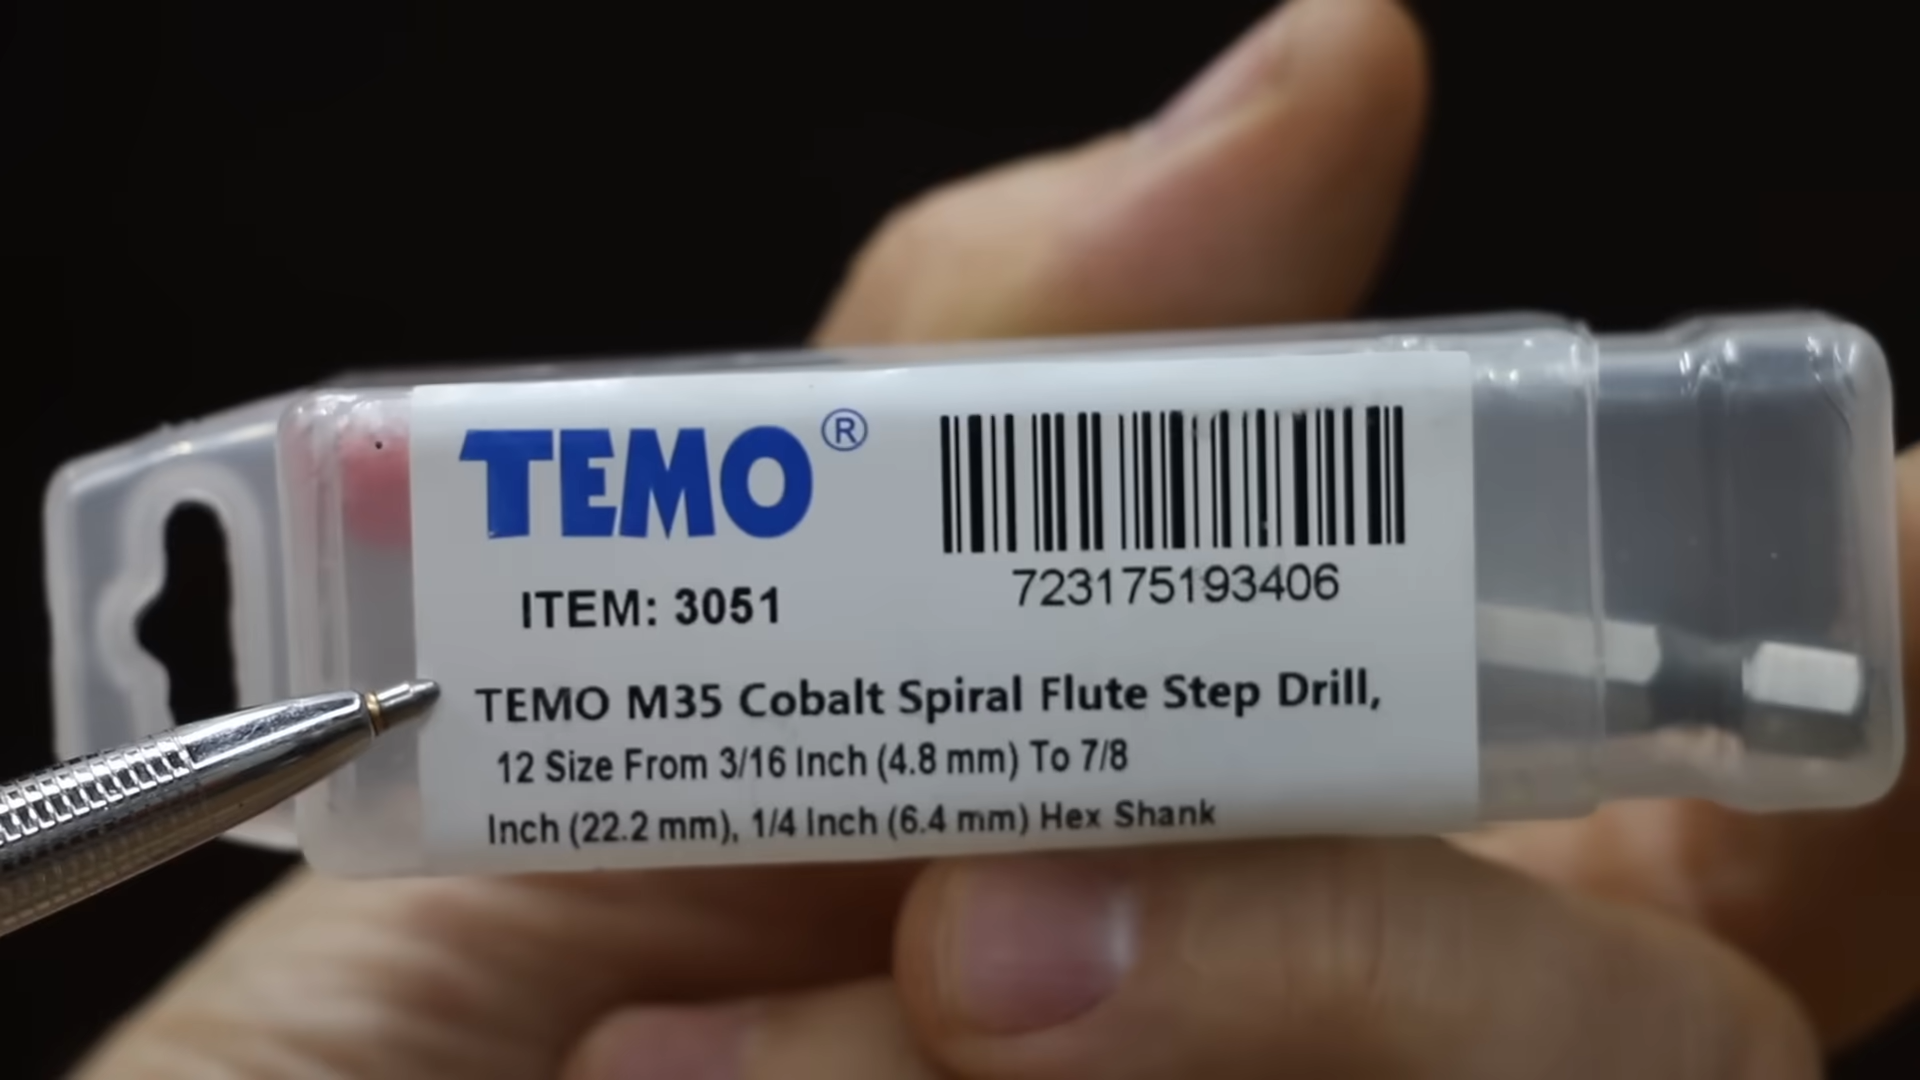 TEMO®
ITEM: 3051
723175193406
TEMO M35 Cobalt Spiral Flute Step Drill,
12 Size From 3/16 Inch (4.8 mm) To 7/8
Inch (22.2 mm), 1/4 Inch (6.4 mm) Hex Shank